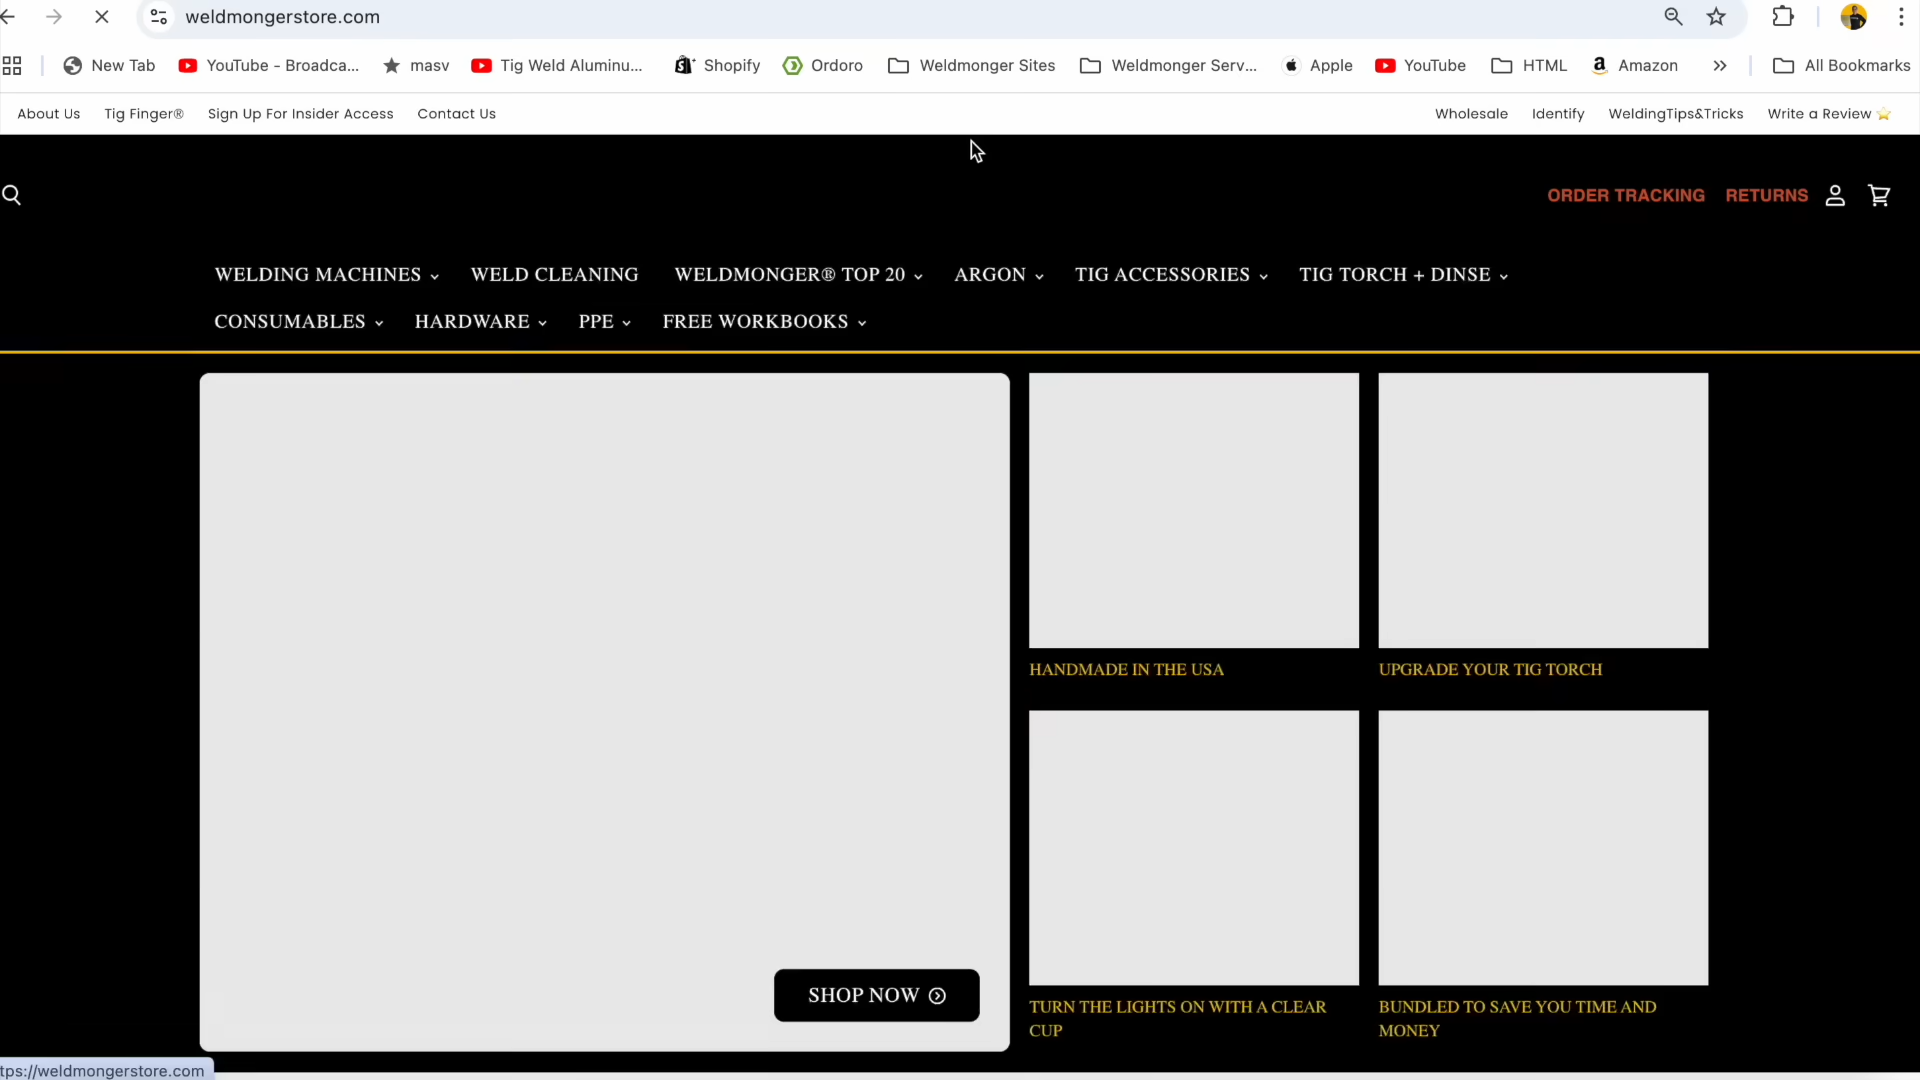 weldmongerstore.com
New Tab YouTube - Broadca... masv Tig Weld Aluminu... Shopify Ordoro Weldmonger Sites Weldmonger Serv... Apple YouTube HTML Amazon All Bookmarks
About Us Tig Finger® Sign Up For Insider Access Contact Us Wholesale Identify WeldingTips&Tricks Write a Review ⭐
ORDER TRACKING RETURNS
WELDING MACHINES WELD CLEANING WELDMONGER® TOP 20 ARGON TIG ACCESSORIES TIG TORCH + DINSE
CONSUMABLES HARDWARE PPE FREE WORKBOOKS
HANDMADE IN THE USA
UPGRADE YOUR TIG TORCH
SHOP NOW
TURN THE LIGHTS ON WITH A CLEAR
CUP
BUNDLED TO SAVE YOU TIME AND
MONEY
tps://weldmongerstore.com